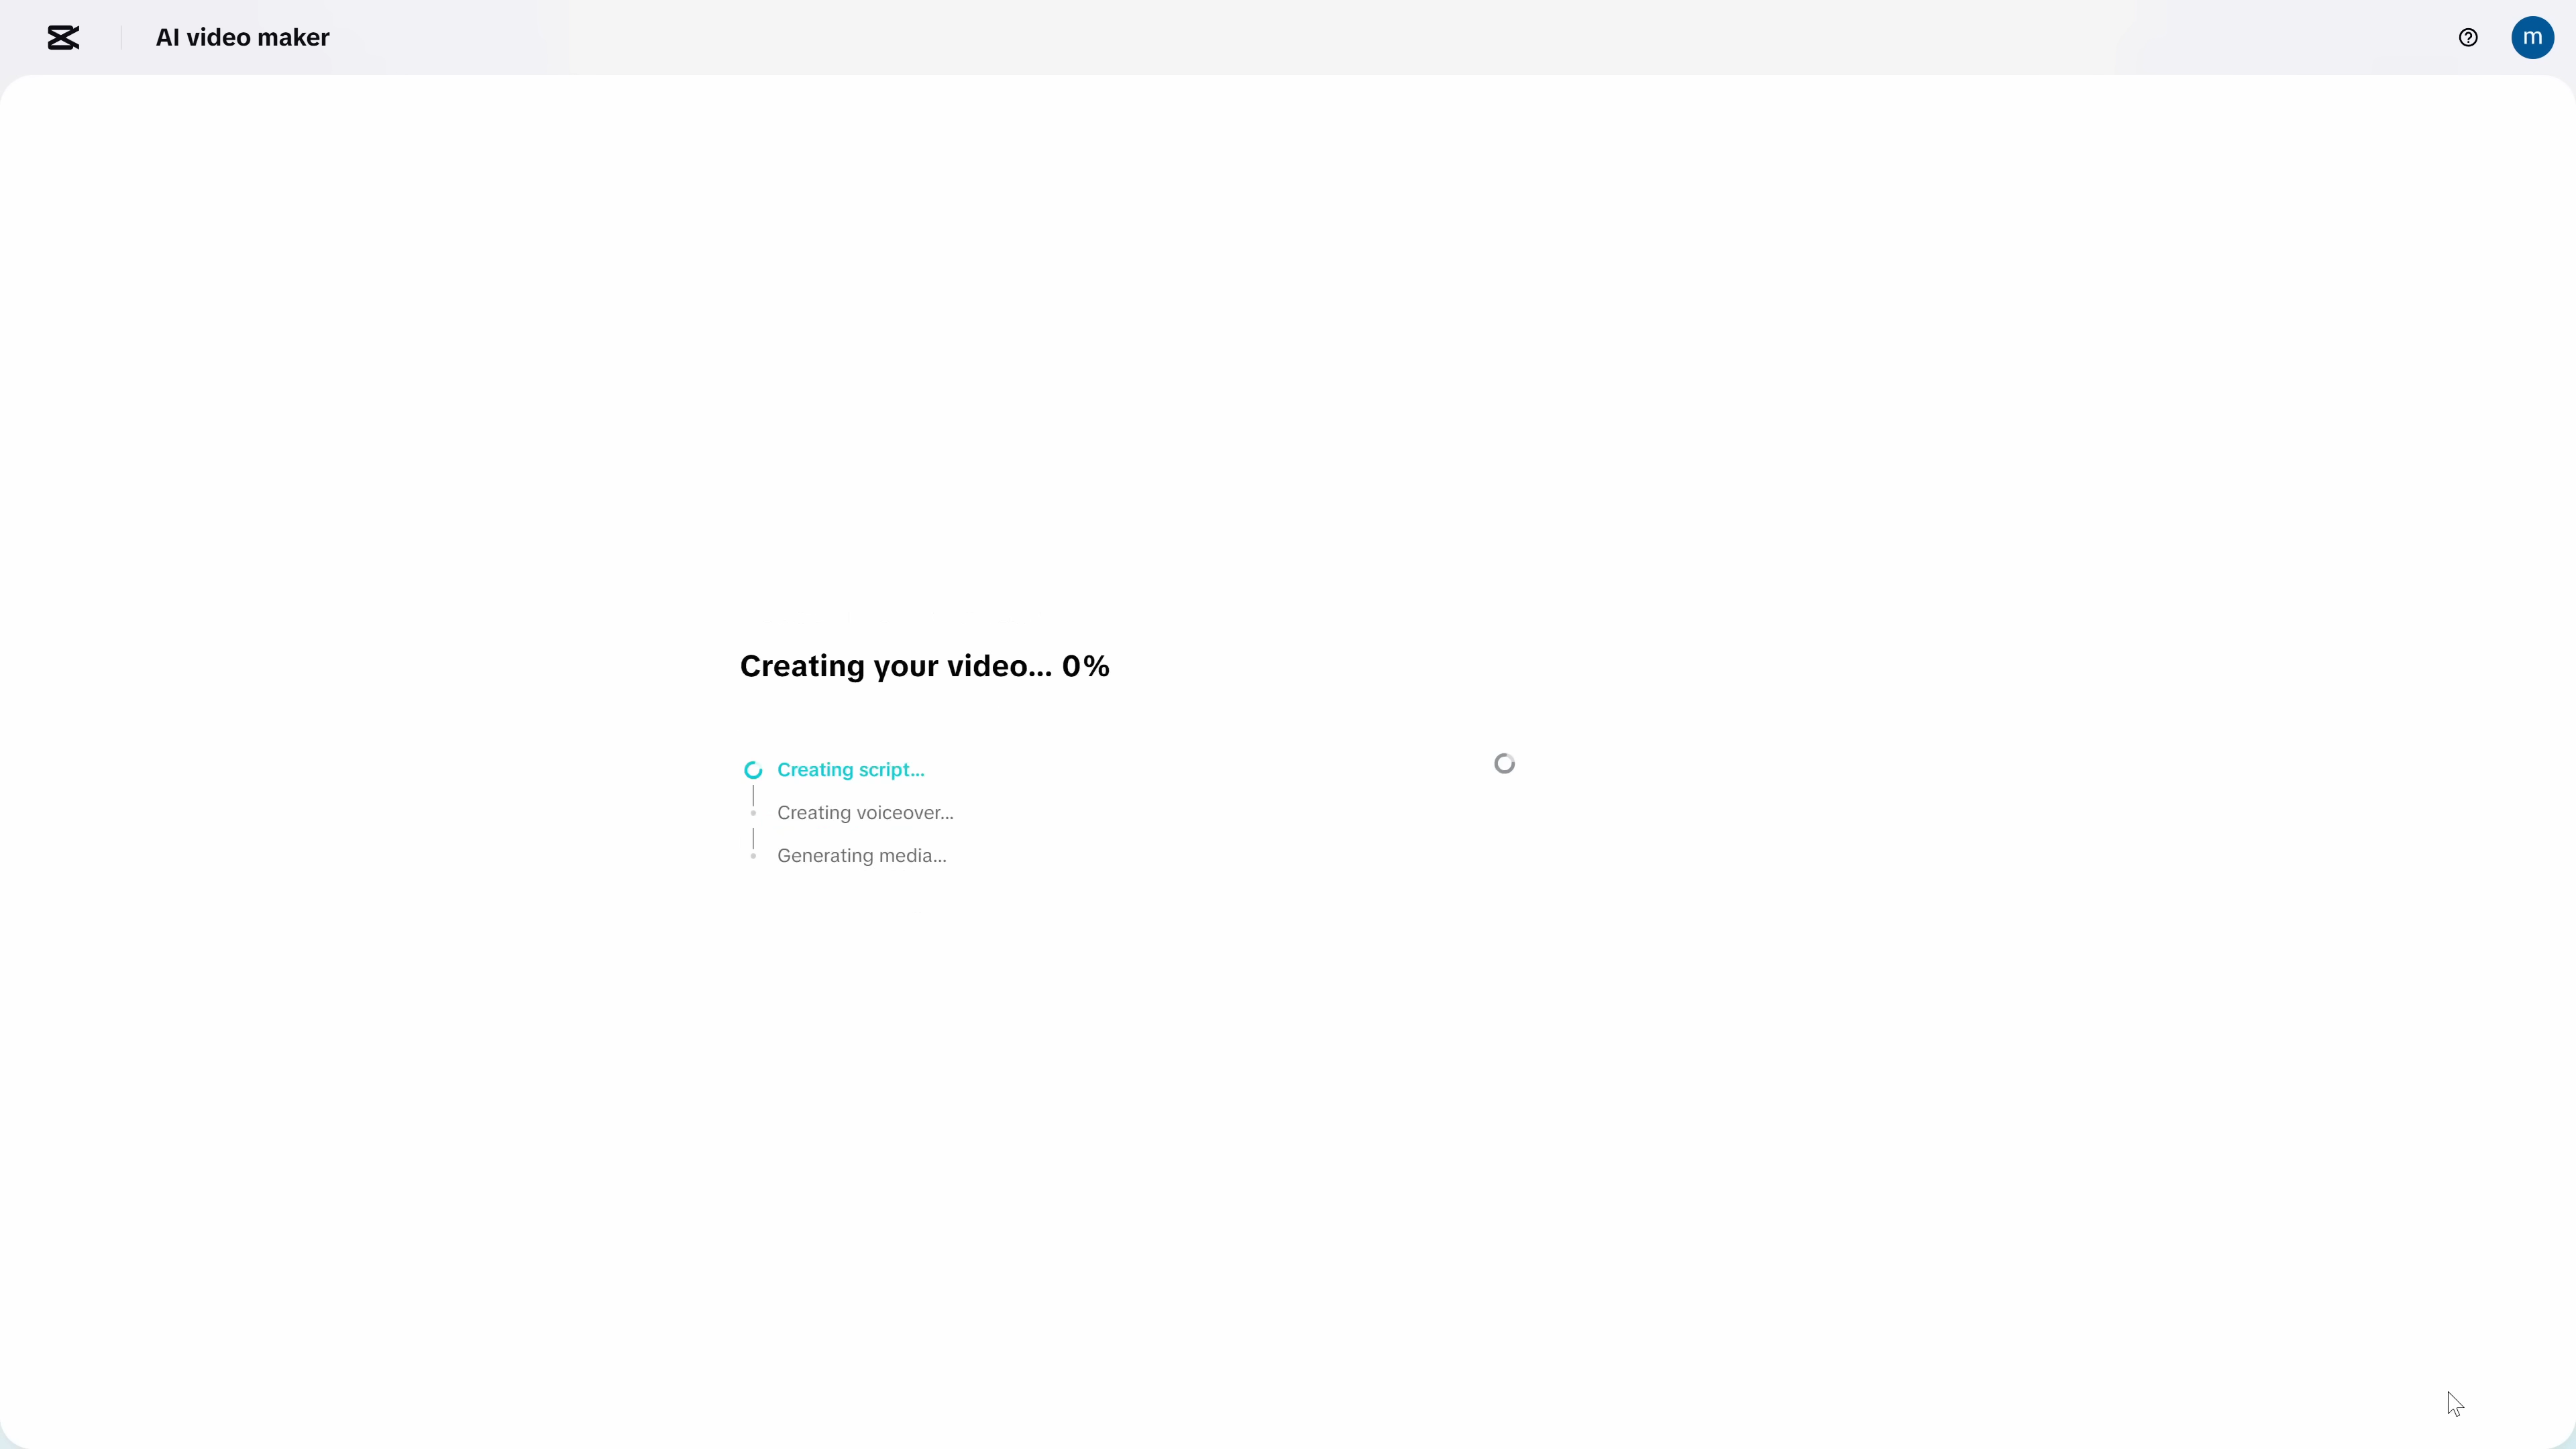 AI video maker
m
Creating your video... 0%
Creating script...
Creating voiceover...
Generating media...